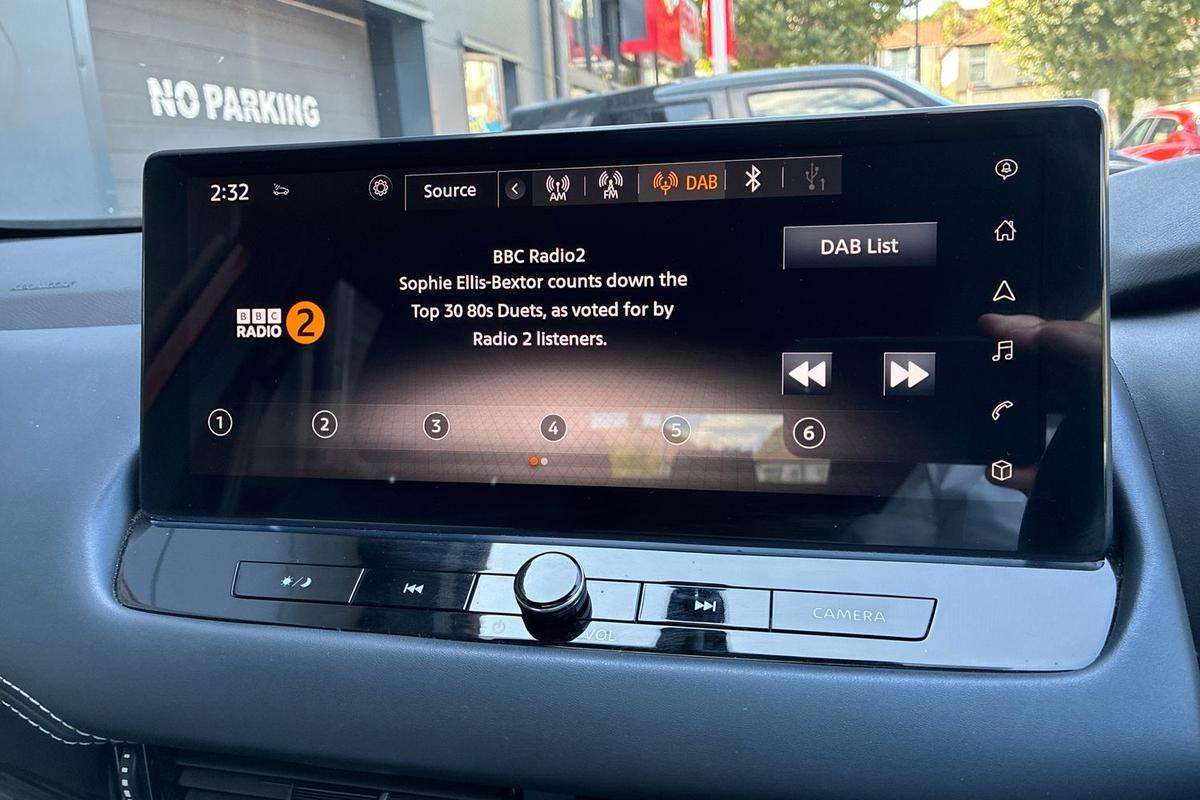 NO PARKING
2:32
Source
AM
FM
DAB
1
BBC Radio2
DAB List
Sophie Ellis-Bextor counts down the
Top 30 80s Duets, as voted for by
Radio 2 listeners.
BBC
RADIO 2
1 2 3 4 5 6
VOL
CAMERA